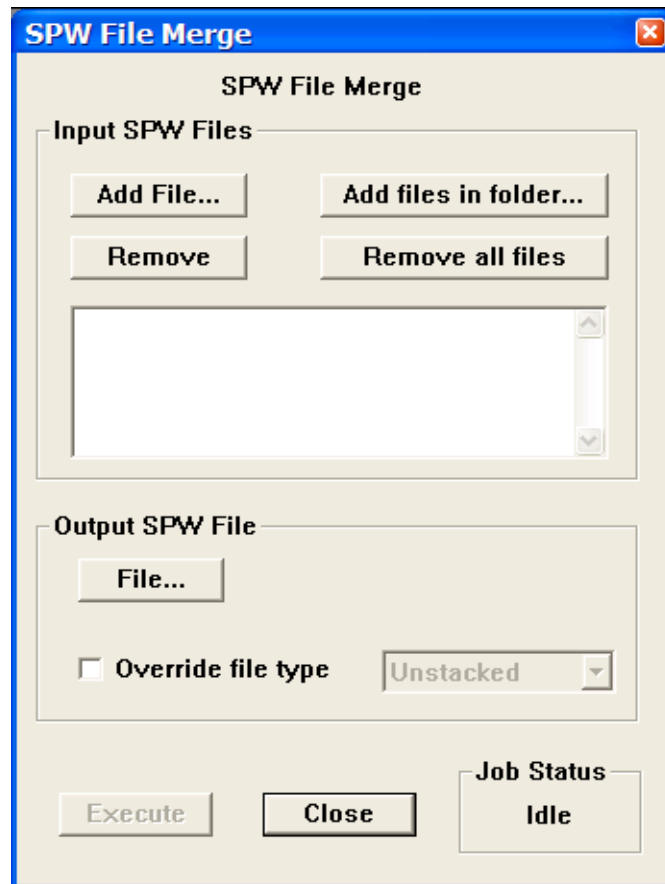 SPW File Merge
SPW File Merge
Input SPW Files
Add File... Add files in folder...
Remove Remove all files
Output SPW File
File...
Override file type Unstacked
Job Status
Execute Close Idle